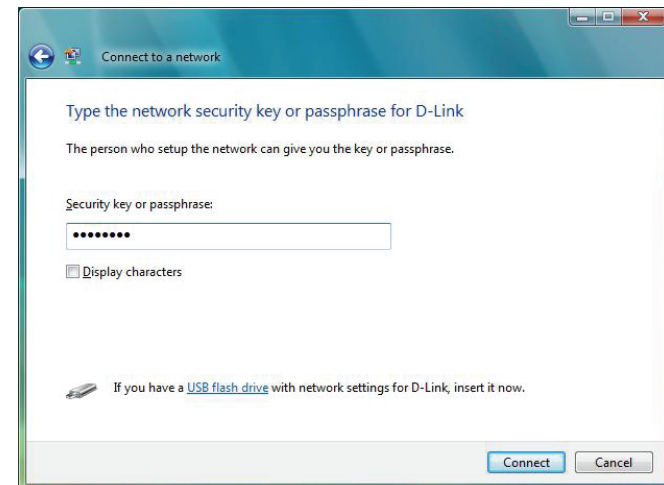 Connect to a network
Type the network security key or passphrase for D-Link
The person who setup the network can give you the key or passphrase.
Security key or passphrase:
••••••••
Display characters
If you have a USB flash drive with network settings for D-Link, insert it now.
Connect Cancel